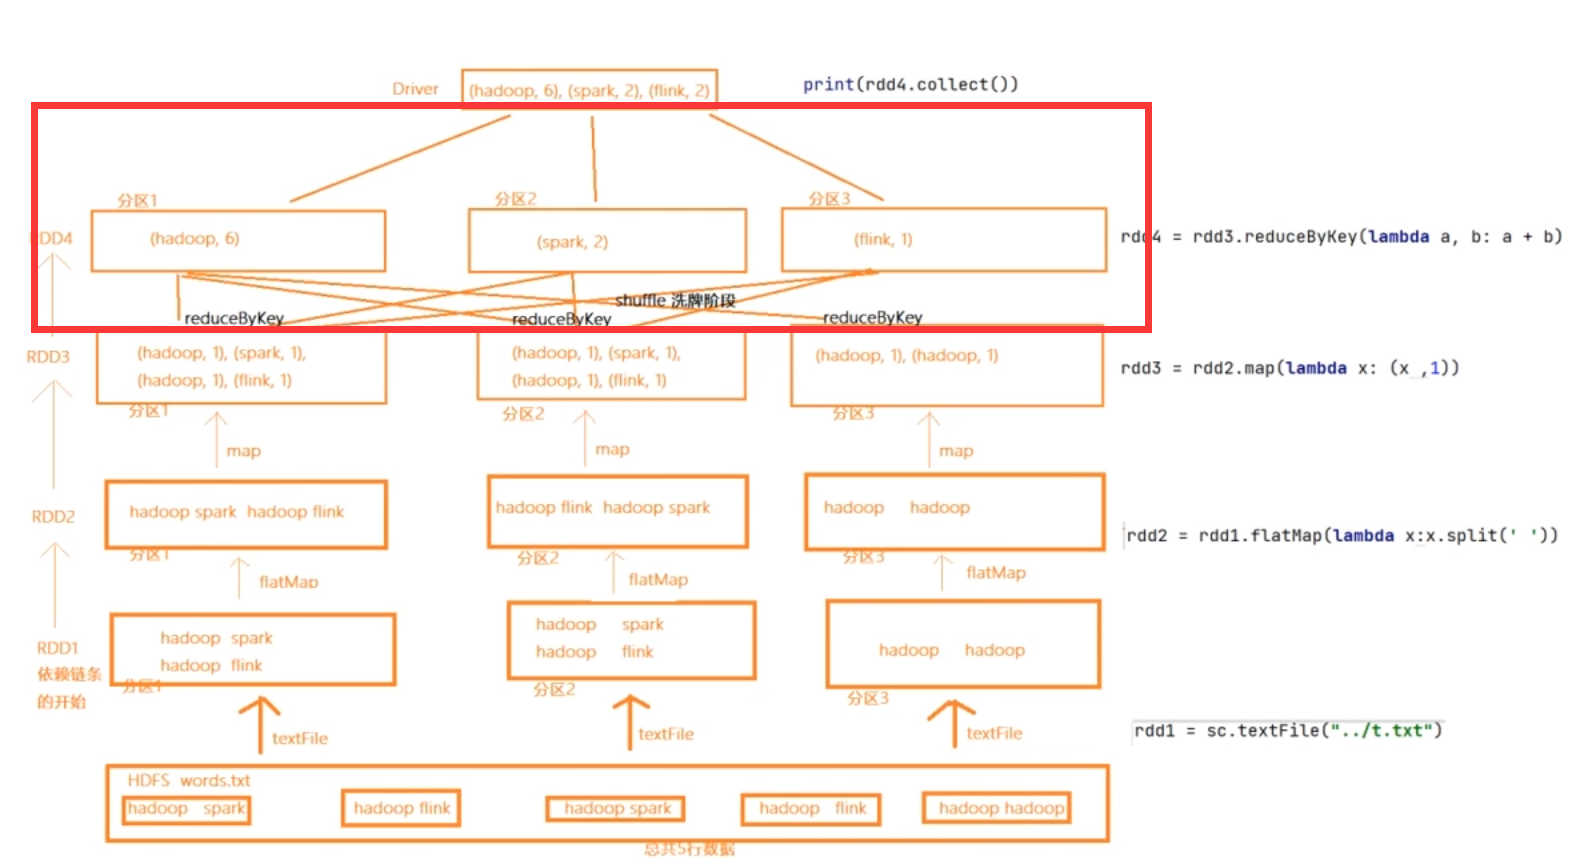 Driver
(hadoop, 6), (spark, 2), (flink, 2)
print(rdd4.collect())
分区1
分区2
分区3
RDD4
(hadoop, 6)
(spark, 2)
(flink, 1)
rdd4 = rdd3.reduceByKey(lambda a, b: a + b)
shuffle 洗牌阶段
reduceByKey
reduceByKey
reduceByKey
RDD3
(hadoop, 1), (spark, 1),
(hadoop, 1), (flink, 1)
(hadoop, 1), (spark, 1),
(hadoop, 1), (flink, 1)
(hadoop, 1), (hadoop, 1)
rdd3 = rdd2.map(lambda x: (x ,1))
分区1
分区2
分区3
map
map
map
RDD2
hadoop spark hadoop flink
hadoop flink hadoop spark
hadoop hadoop
rdd2 = rdd1.flatMap(lambda x:x.split(' '))
分区1
分区2
分区3
flatMap
flatMap
flatMap
RDD1
依赖链条
的开始
hadoop spark
hadoop flink
hadoop spark
hadoop flink
hadoop hadoop
分区1
分区2
分区3
textFile
textFile
textFile
rdd1 = sc.textFile("../t.txt")
HDFS words.txt
hadoop spark
hadoop flink
hadoop spark
hadoop flink
hadoop hadoop
总共5行数据